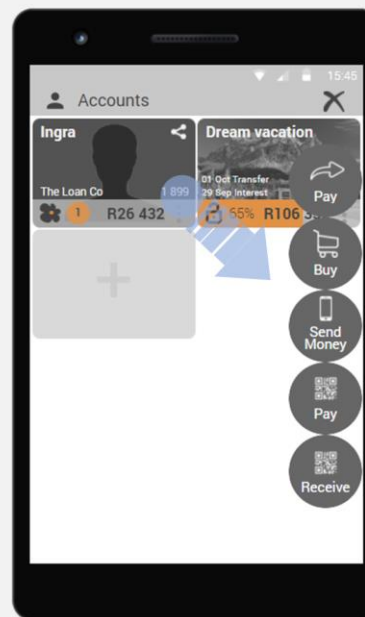 15:45
Accounts
Ingra
The Loan Co
1 899
1
R26 432
Dream vacation
01 Oct Transfer
29 Sep Interest
55%
R106
Pay
Buy
Send
Money
Pay
Receive